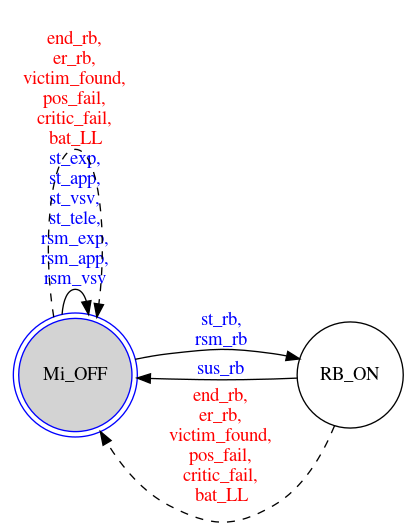 end_rb,
er_rb,
victim_found,
pos_fail,
critic_fail,
bat_LL
st_exp,
st_app,
st_vsv,
st_tele,
rsm_exp,
rsm_app,
rsm_vsv
Mi_OFF
st_rb,
rsm_rb
sus_rb
end_rb,
er_rb,
victim_found,
pos_fail,
critic_fail,
bat_LL
RB_ON